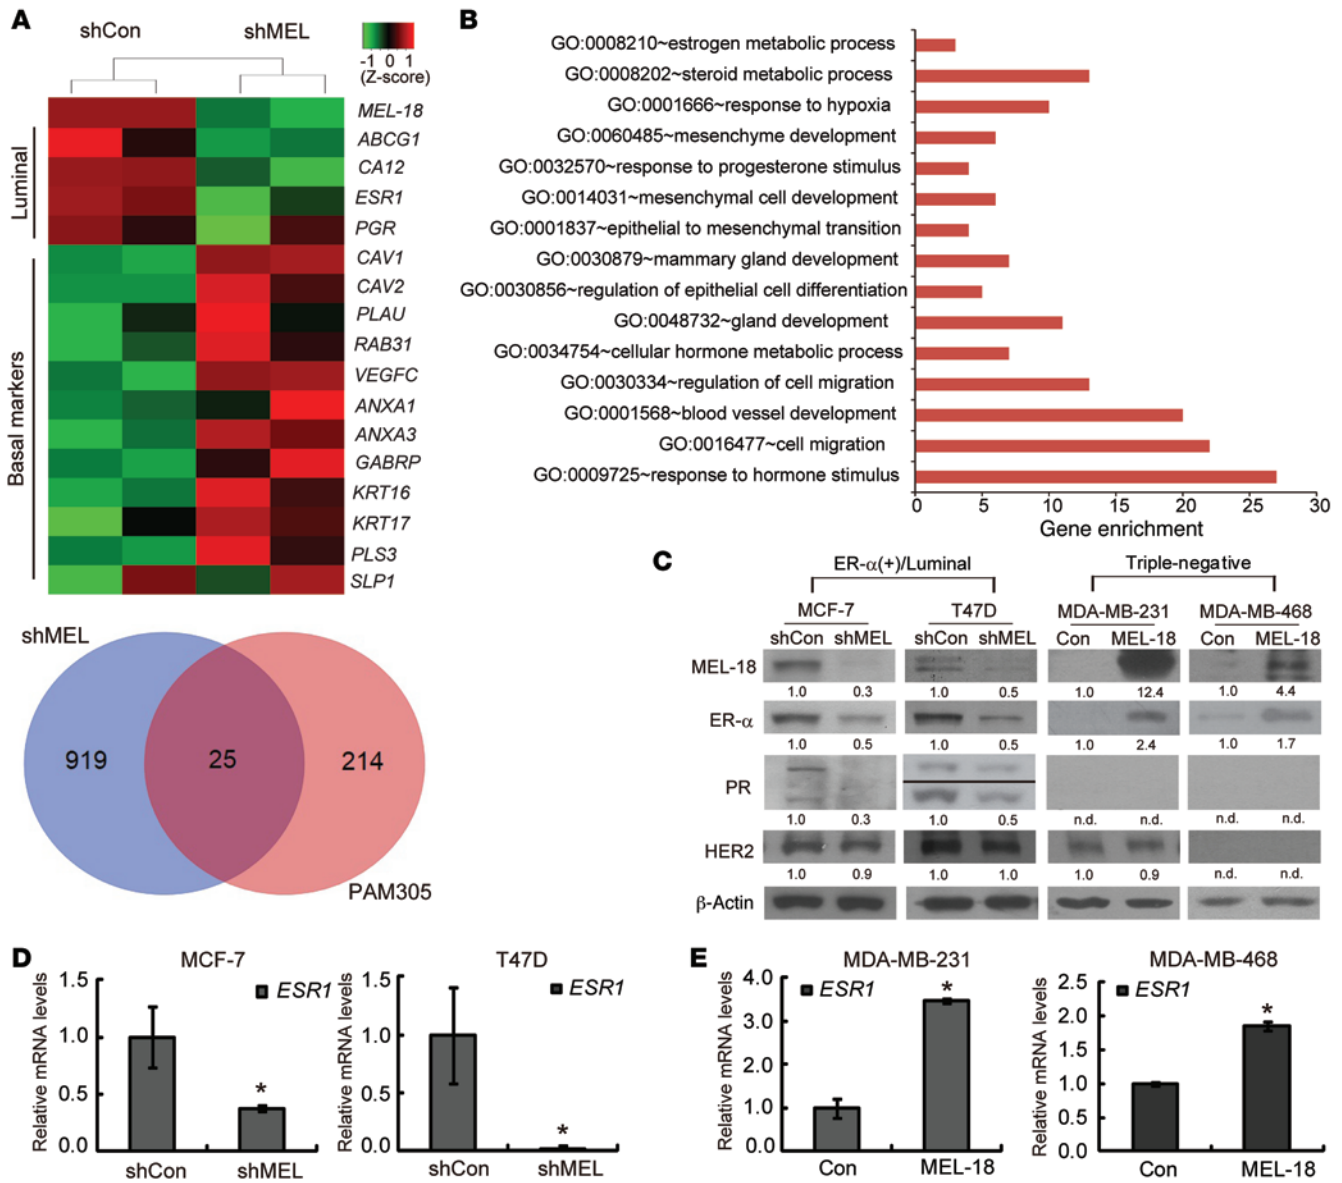 A
shCon
shMEL
-1 0 1
(Z-score)
Luminal
Basal markers
MEL-18
ABCG1
CA12
ESR1
PGR
CAV1
CAV2
PLAU
RAB31
VEGFC
ANXA1
ANXA3
GABRP
KRT16
KRT17
PLS3
SLP1
shMEL
919
25
214
PAM305
B
GO:0008210~estrogen metabolic process
GO:0008202~steroid metabolic process
GO:0001666~response to hypoxia
GO:0060485~mesenchyme development
GO:0032570~response to progesterone stimulus
GO:0014031~mesenchymal cell development
GO:0001837~epithelial to mesenchymal transition
GO:0030879~mammary gland development
GO:0030856~regulation of epithelial cell differentiation
GO:0048732~gland development
GO:0034754~cellular hormone metabolic process
GO:0030334~regulation of cell migration
GO:0001568~blood vessel development
GO:0016477~cell migration
GO:0009725~response to hormone stimulus
0 5 10 15 20 25 30
Gene enrichment
C
ER-α(+)/Luminal
Triple-negative
MCF-7 T47D MDA-MB-231 MDA-MB-468
shCon shMEL shCon shMEL Con MEL-18 Con MEL-18
MEL-18
1.0 0.3 1.0 0.5 1.0 12.4 1.0 4.4
ER-α
1.0 0.5 1.0 0.5 1.0 2.4 1.0 1.7
PR
1.0 0.3 1.0 0.5 n.d. n.d. n.d. n.d.
HER2
1.0 0.9 1.0 1.0 1.0 0.9 n.d. n.d.
β-Actin
D
MCF-7
Relative mRNA levels
1.5
1.0
0.5
0.0
ESR1
*
shCon shMEL
T47D
Relative mRNA levels
1.5
1.0
0.5
0.0
ESR1
*
shCon shMEL
E
MDA-MB-231
Relative mRNA levels
4.0
3.0
2.0
1.0
0.0
ESR1
*
Con MEL-18
MDA-MB-468
Relative mRNA levels
2.5
2.0
1.5
1.0
0.5
0.0
ESR1
*
Con MEL-18